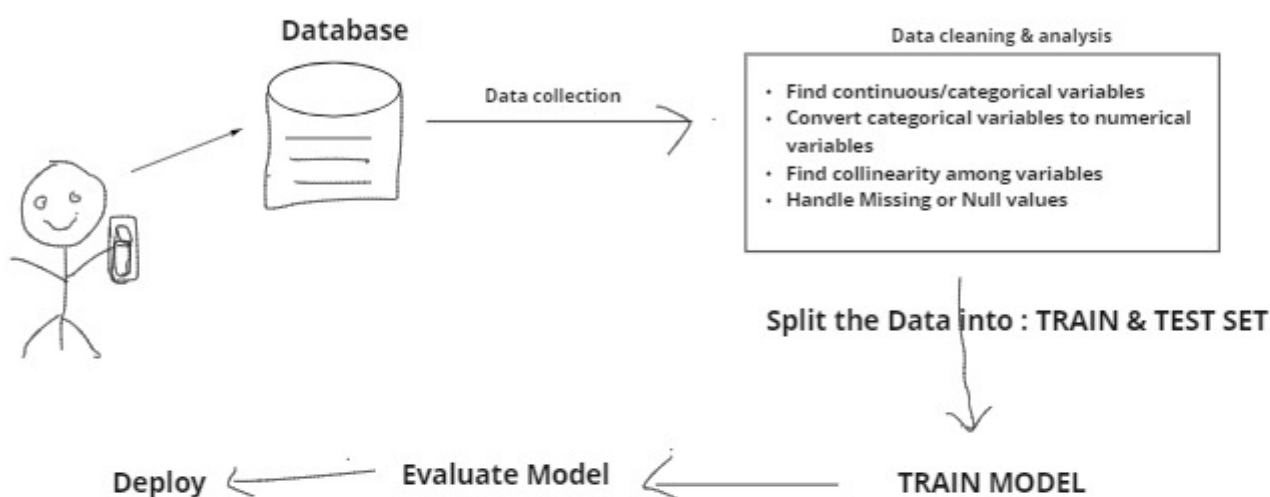 Database
Data collection
Data cleaning & analysis
• Find continuous/categorical variables
• Convert categorical variables to numerical
variables
• Find collinearity among variables
• Handle Missing or Null values
Split the Data into : TRAIN & TEST SET
TRAIN MODEL
Evaluate Model
Deploy